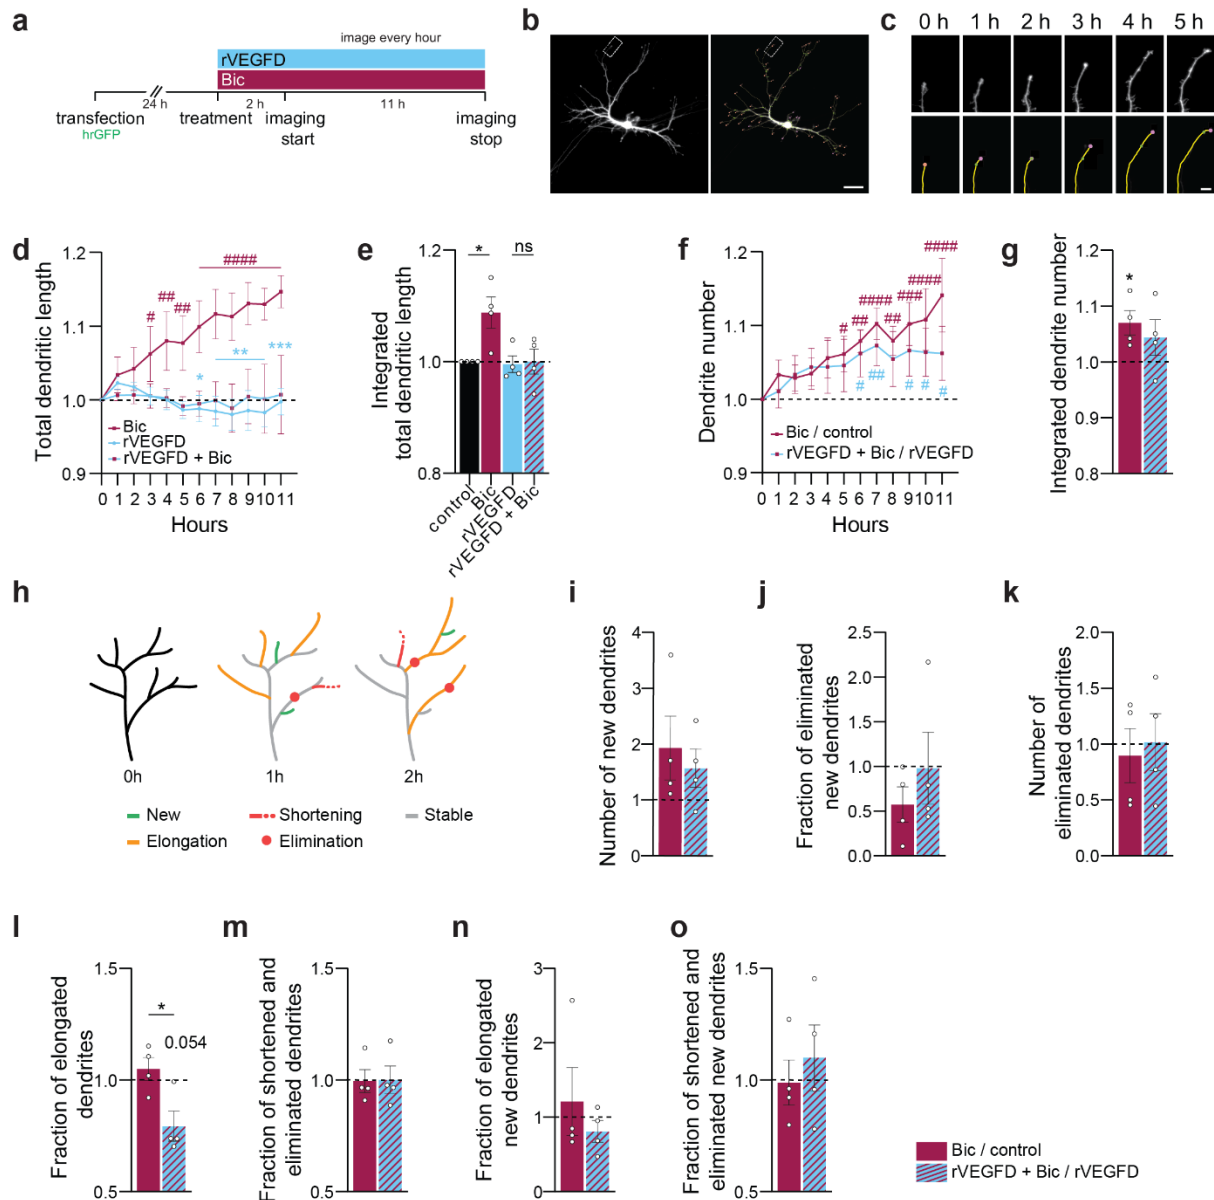 a
image every hour
rVEGFD
Bic
24 h
2 h
11 h
transfection
hrGFP
treatment
imaging
start
imaging
stop
b
c
0 h 1 h 2 h 3 h 4 h 5 h
d
Total dendritic length
1.2
1.1
1.0
0.9
#
##
##
####
*
**
***
Bic
rVEGFD
rVEGFD + Bic
0 1 2 3 4 5 6 7 8 9 10 11
Hours
e
Integrated
total dendritic length
1.2
1.0
0.8
*
ns
control
Bic
rVEGFD
rVEGFD + Bic
f
Dendrite number
1.2
1.1
1.0
0.9
#
##
####
##
###
####
####
#
##
#
#
#
Bic / control
rVEGFD + Bic / rVEGFD
0 1 2 3 4 5 6 7 8 9 10 11
Hours
g
Integrated dendrite number
1.2
1.1
1.0
0.9
0.8
*
h
0h
1h
2h
New
Shortening
Stable
Elongation
Elimination
i
Number of new dendrites
4
3
2
1
0
j
Fraction of eliminated
new dendrites
2.5
2.0
1.5
1.0
0.5
0.0
k
Number of
eliminated dendrites
2.0
1.5
1.0
0.5
0.0
l
Fraction of elongated
dendrites
1.5
1.0
0.5
*
0.054
m
Fraction of shortened and
eliminated dendrites
1.5
1.0
0.5
n
Fraction of elongated
new dendrites
3
2
1
0
o
Fraction of shortened and
eliminated new dendrites
1.5
1.0
0.5
Bic / control
rVEGFD + Bic / rVEGFD